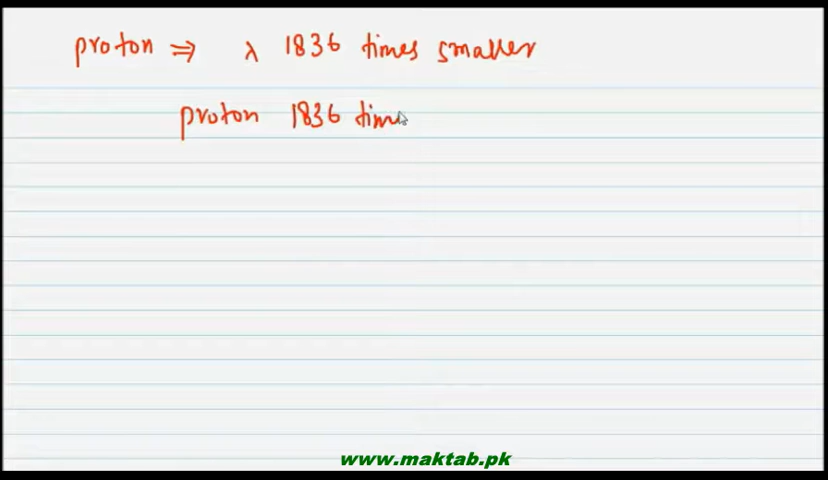 proton ⇒ λ 1836 times smaller
proton 1836 tim
www.maktab.pk